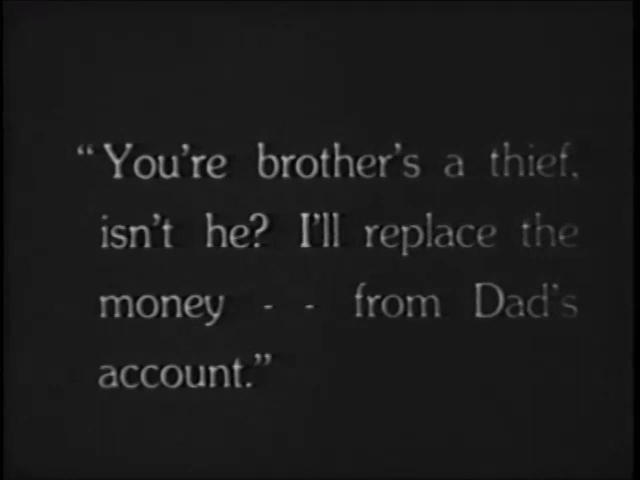 “You're brother's a thief,
isn't he? I'll replace the
money - - from Dad's
account.”